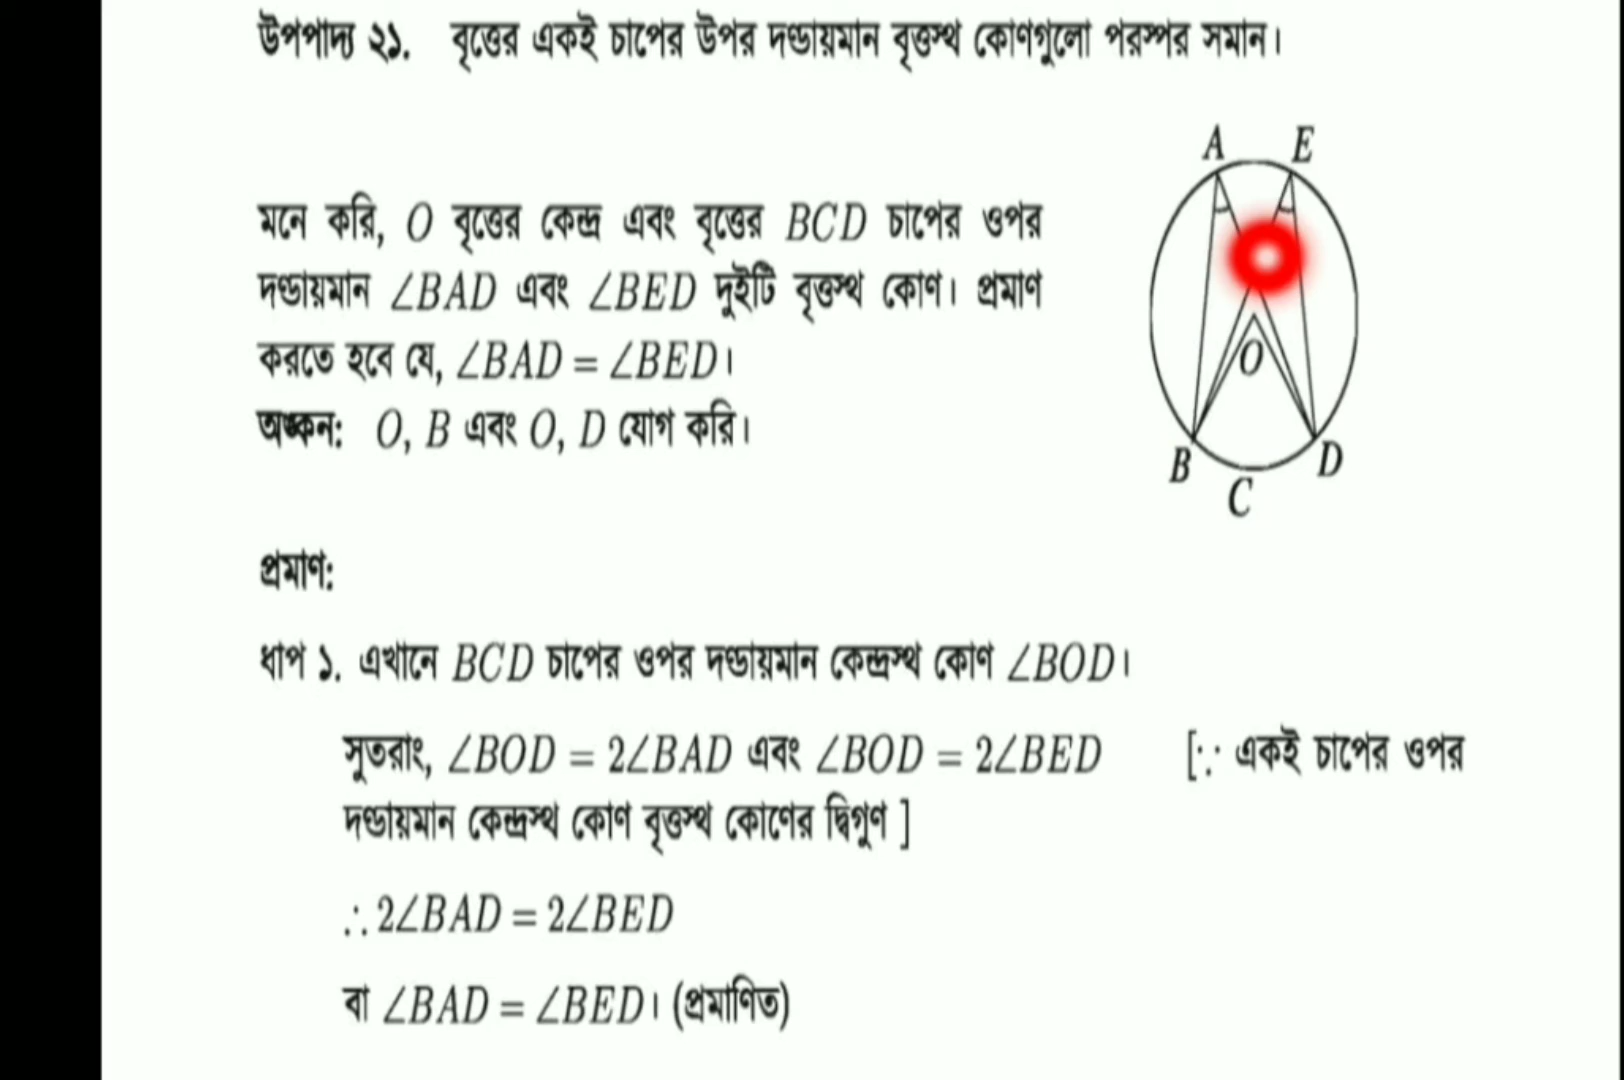 উপপাদ্য ২১. বৃত্তের একই চাপের উপর দণ্ডায়মান বৃত্তস্থ কোণগুলো পরস্পর সমান।
A E
মনে করি, O বৃত্তের কেন্দ্র এবং বৃত্তের BCD চাপের ওপর
দণ্ডায়মান ∠BAD এবং ∠BED দুইটি বৃত্তস্থ কোণ। প্রমাণ
করতে হবে যে, ∠BAD = ∠BED।
O
অঙ্কন: O, B এবং O, D যোগ করি।
B D
C
প্রমাণ:
ধাপ ১. এখানে BCD চাপের ওপর দণ্ডায়মান কেন্দ্রস্থ কোণ ∠BOD।
সুতরাং, ∠BOD = 2∠BAD এবং ∠BOD = 2∠BED [∵ একই চাপের ওপর
দণ্ডায়মান কেন্দ্রস্থ কোণ বৃত্তস্থ কোণের দ্বিগুণ ]
∴ 2∠BAD = 2∠BED
বা ∠BAD = ∠BED। (প্রমাণিত)